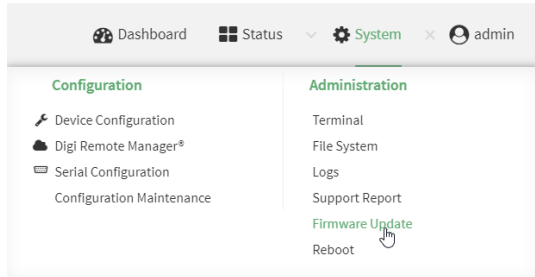 Dashboard Status System admin
Configuration
Device Configuration
Digi Remote Manager®
Serial Configuration
Configuration Maintenance
Administration
Terminal
File System
Logs
Support Report
Firmware Update
Reboot